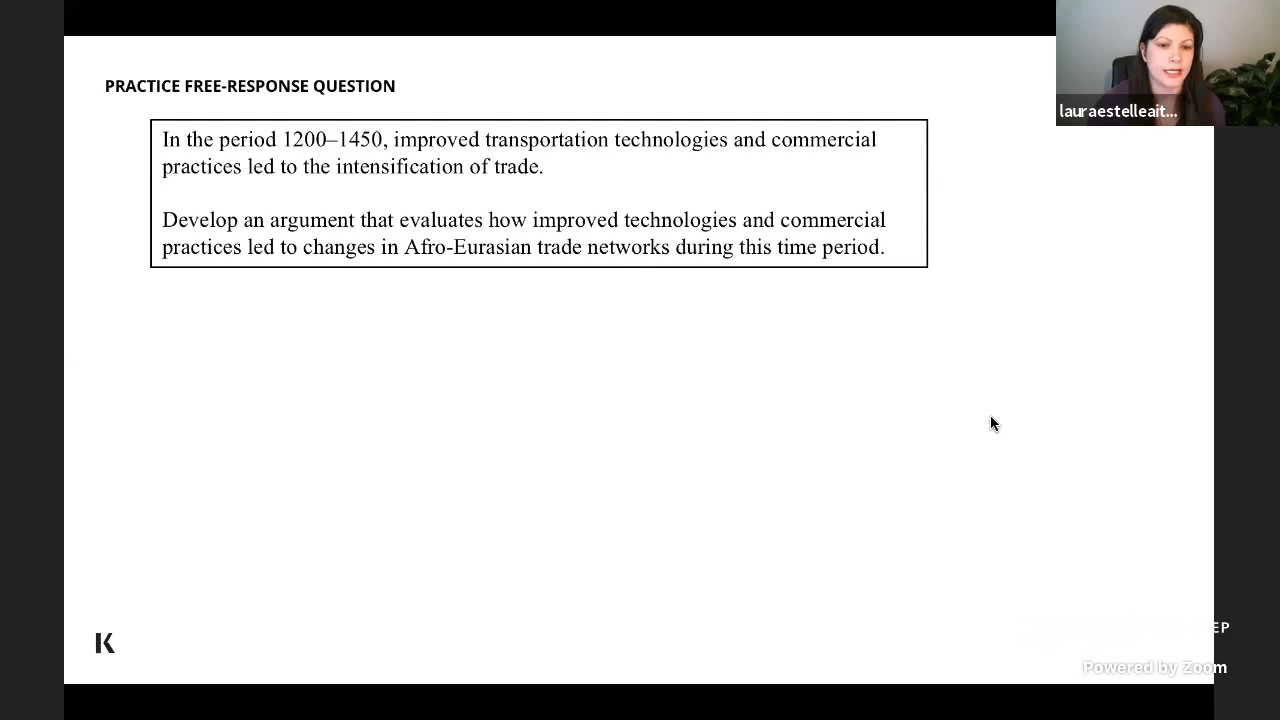 PRACTICE FREE-RESPONSE QUESTION
lauraestelleait...
In the period 1200–1450, improved transportation technologies and commercial
practices led to the intensification of trade.
Develop an argument that evaluates how improved technologies and commercial
practices led to changes in Afro-Eurasian trade networks during this time period.
K
EP
Powered by Zoom